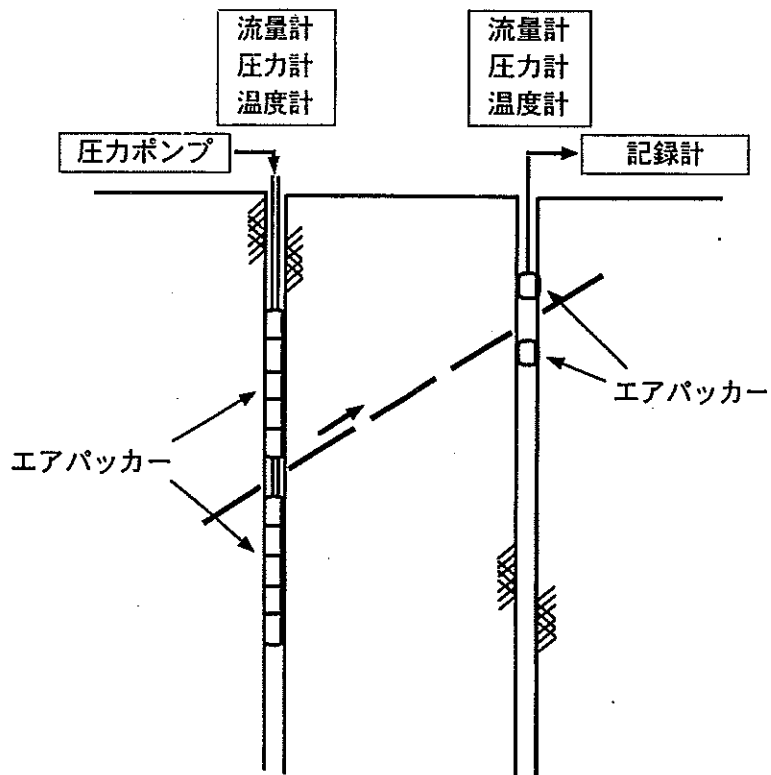 流量計
圧力計
温度計
流量計
圧力計
温度計
圧力ポンプ
記録計
エアパッカー
エアパッカー